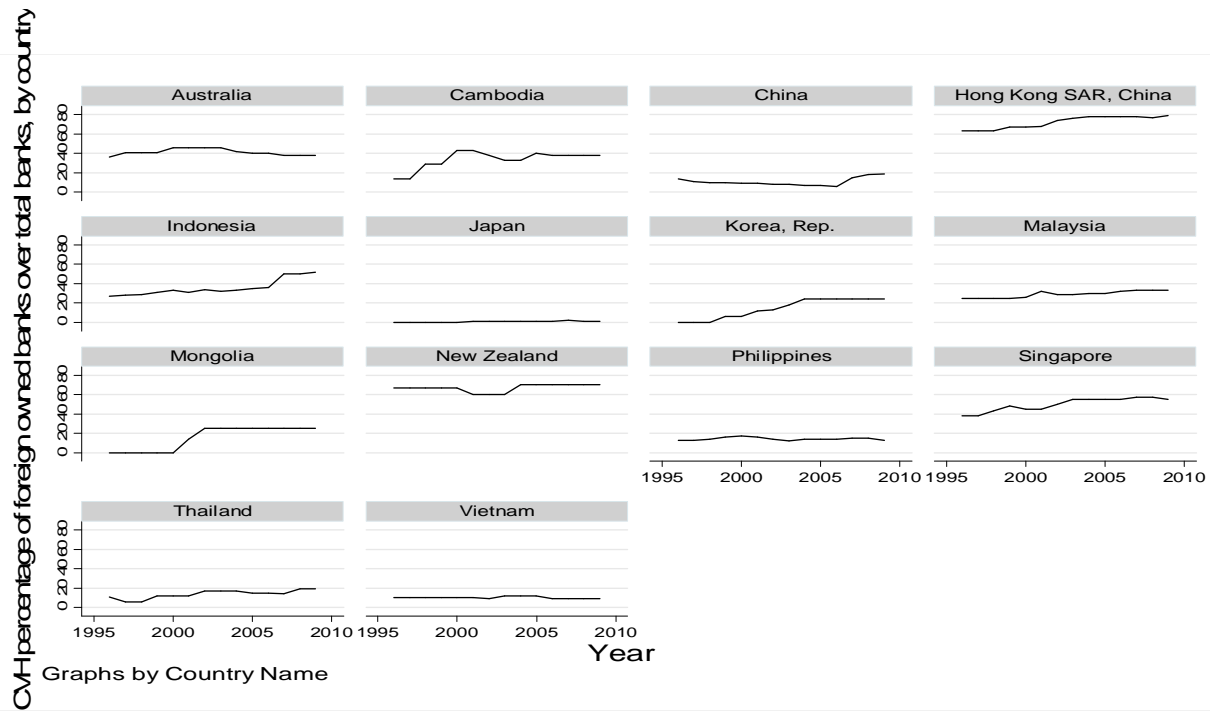 CVH percentage of foreign owned banks over total banks, by country
Australia
Cambodia
China
Hong Kong SAR, China
0 20 40 60 80
Indonesia
Japan
Korea, Rep.
Malaysia
0 20 40 60 80
Mongolia
New Zealand
Philippines
Singapore
0 20 40 60 80
1995 2000 2005 2010
1995 2000 2005 2010
Thailand
Vietnam
0 20 40 60 80
1995 2000 2005 2010
1995 2000 2005 2010
Year
Graphs by Country Name